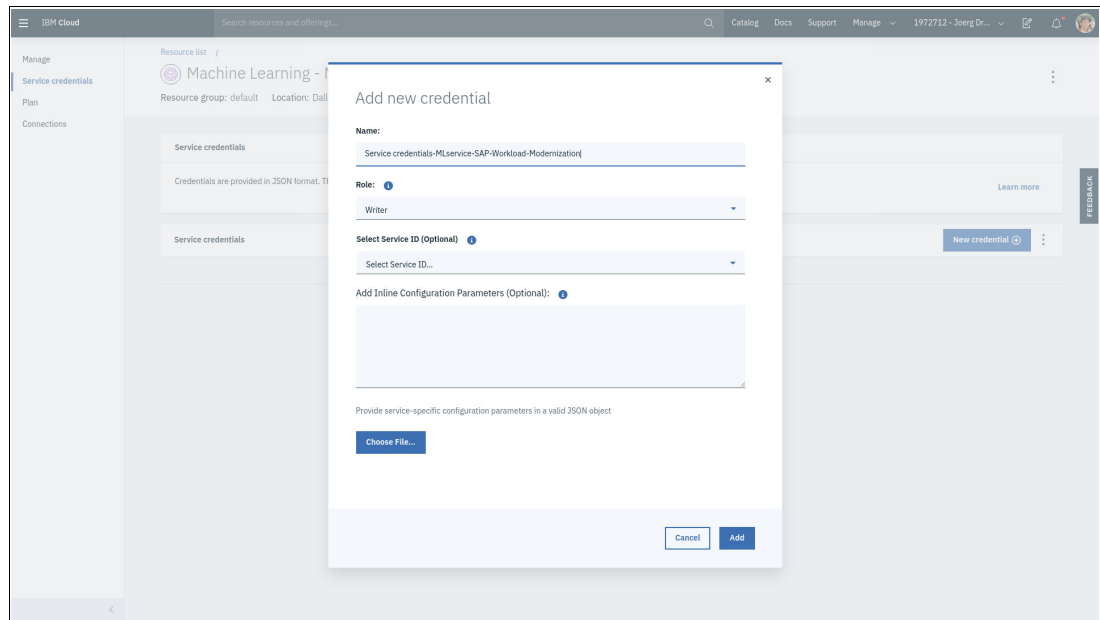 IBM Cloud
Search resources and offerings...
Catalog Docs Support Manage 1972712 - Joerg Dr...
Manage
Service credentials
Plan
Connections
Resource list /
Machine Learning -
Resource group: default Location: Dall
Service credentials
Credentials are provided in JSON format.
Learn more
Service credentials
New credential
FEEDBACK
Add new credential
Name:
Service credentials-MLservice-SAP-Workload-Modernization
Role:
Writer
Select Service ID (Optional)
Select Service ID...
Add Inline Configuration Parameters (Optional):
Provide service-specific configuration parameters in a valid JSON object
Choose File...
Cancel Add